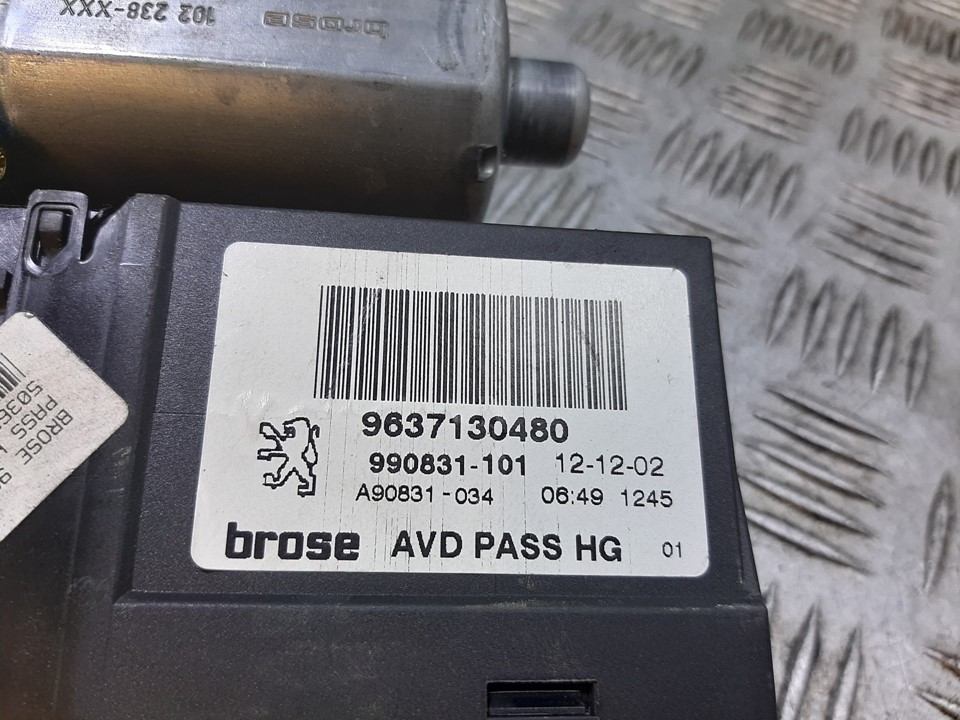 brose 102 238-XXX
9637130480
990831-101 12-12-02
A90831-034 06:49 1245
brose AVD PASS HG 01
BROSE
PASS